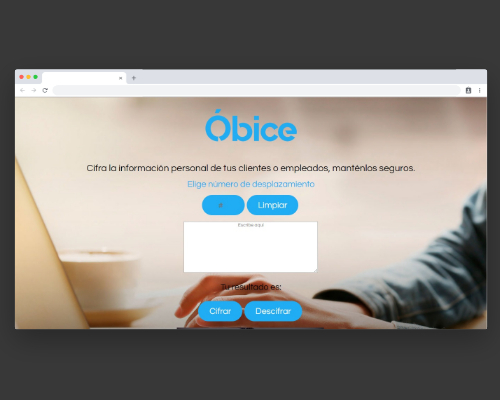 Óbice
Cifra la información personal de tus clientes o empleados, manténlos seguros.
Elige número de desplazamiento
# Limpiar
Escribe aquí
Tu resultado es:
Cifrar Descifrar